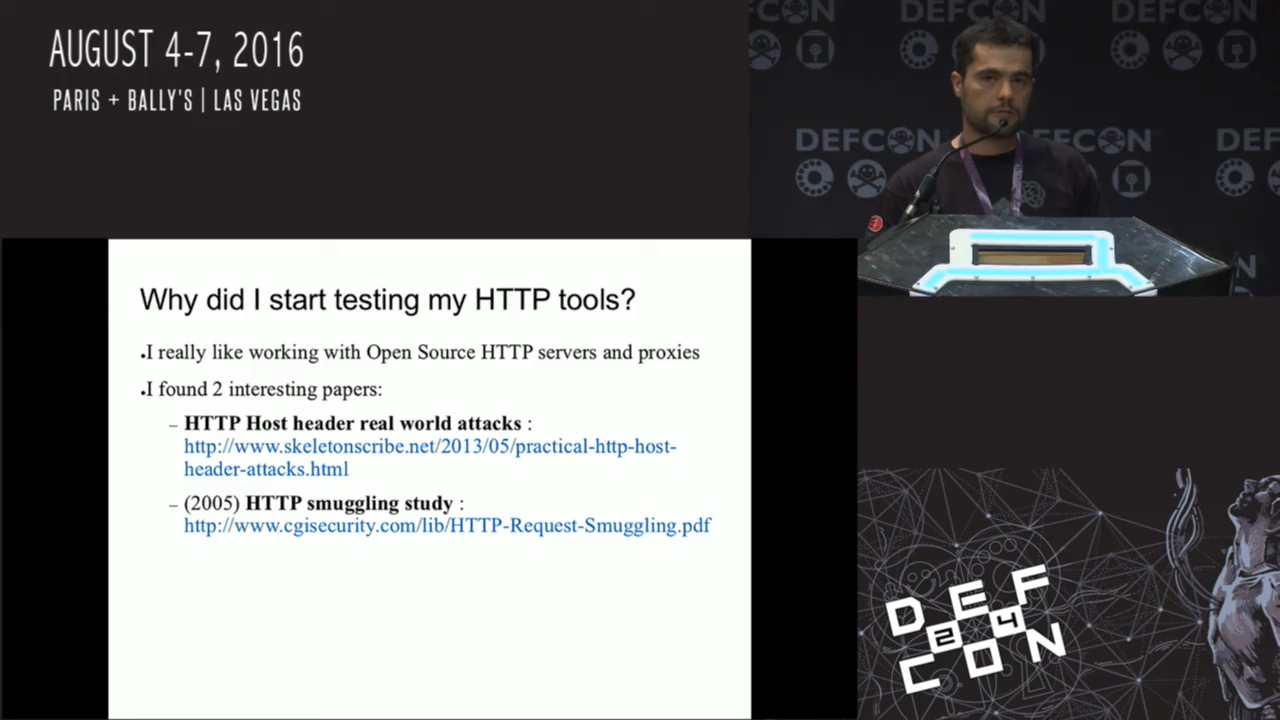 AUGUST 4-7, 2016
PARIS + BALLY'S | LAS VEGAS
DEFCON DEFCON
DEFCON DEFCON
Why did I start testing my HTTP tools?
.I really like working with Open Source HTTP servers and proxies
.I found 2 interesting papers:
– HTTP Host header real world attacks :
http://www.skeletonscribe.net/2013/05/practical-http-host-
header-attacks.html
– (2005) HTTP smuggling study :
http://www.cgisecurity.com/lib/HTTP-Request-Smuggling.pdf
DEF
24
CON